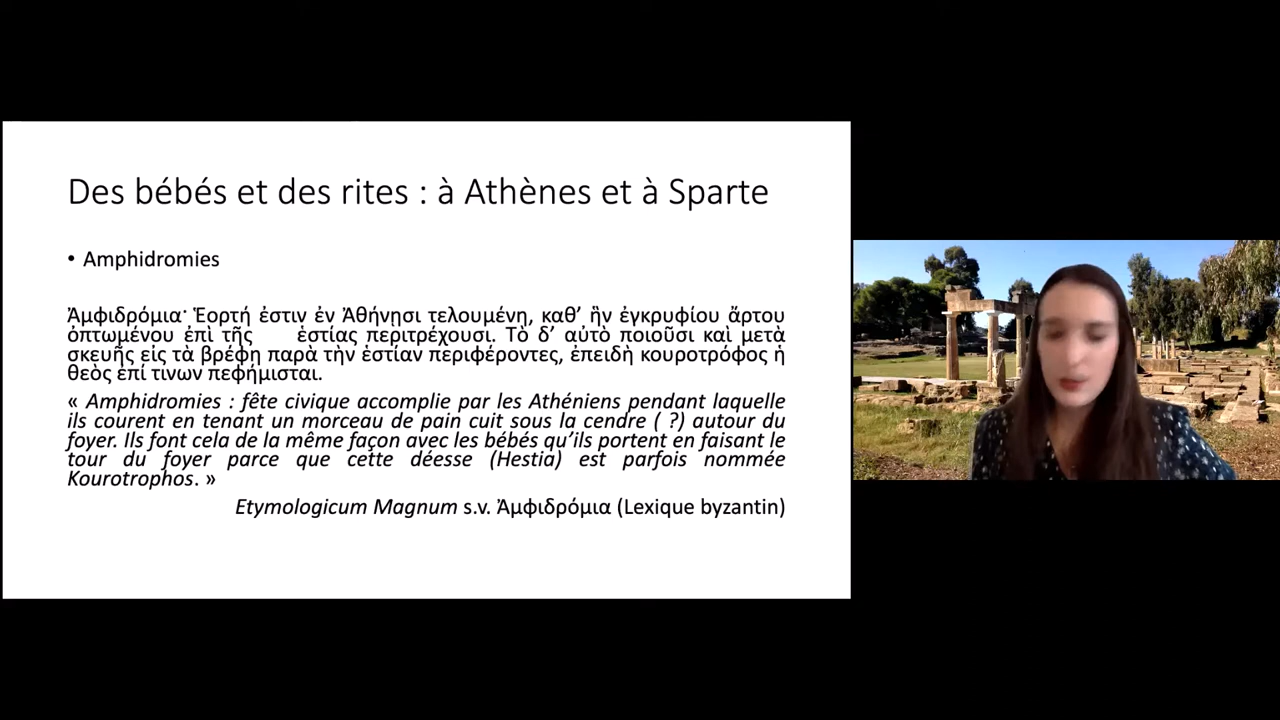 Des bébés et des rites : à Athènes et à Sparte
• Amphidromies
Ἀμφιδρόμια· Ἑορτή ἐστιν ἐν Ἀθήνῃσι τελουμένη, καθ’ ἣν ἐγκρυφίου ἄρτου
ὀπτωμένου ἐπὶ τῆς ἑστίας περιτρέχουσι. Τὸ δ’ αὐτὸ ποιοῦσι καὶ μετὰ
σκευῆς εἰς τὰ βρέφη παρὰ τὴν ἑστίαν περιφέροντες, ἐπειδὴ κουροτρόφος ἡ
θεὸς ἐπί τινων πεφήμισται.
« Amphidromies : fête civique accomplie par les Athéniens pendant laquelle
ils courent en tenant un morceau de pain cuit sous la cendre ( ?) autour du
foyer. Ils font cela de la même façon avec les bébés qu’ils portent en faisant le
tour du foyer parce que cette déesse (Hestia) est parfois nommée
Kourotrophos. »
Etymologicum Magnum s.v. Ἀμφιδρόμια (Lexique byzantin)